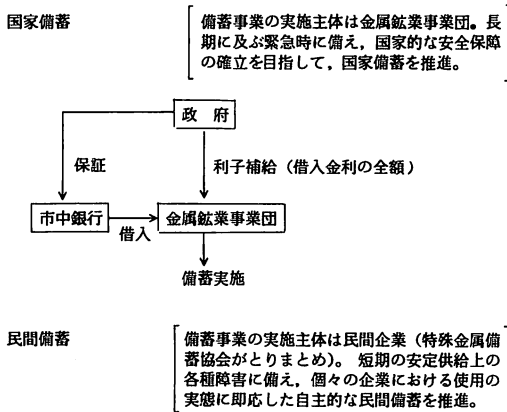 国家備蓄
備蓄事業の実施主体は金属鉱業事業団。長
期に及ぶ緊急時に備え，国家的な安全保障
の確立を目指して，国家備蓄を推進。
政　府
保証
利子補給（借入金利の全額）
市中銀行
借入
金属鉱業事業団
備蓄実施
民間備蓄
備蓄事業の実施主体は民間企業（特殊金属備
蓄協会がとりまとめ）。 短期の安定供給上の
各種障害に備え，個々の企業における使用の
実態に即応した自主的な民間備蓄を推進。